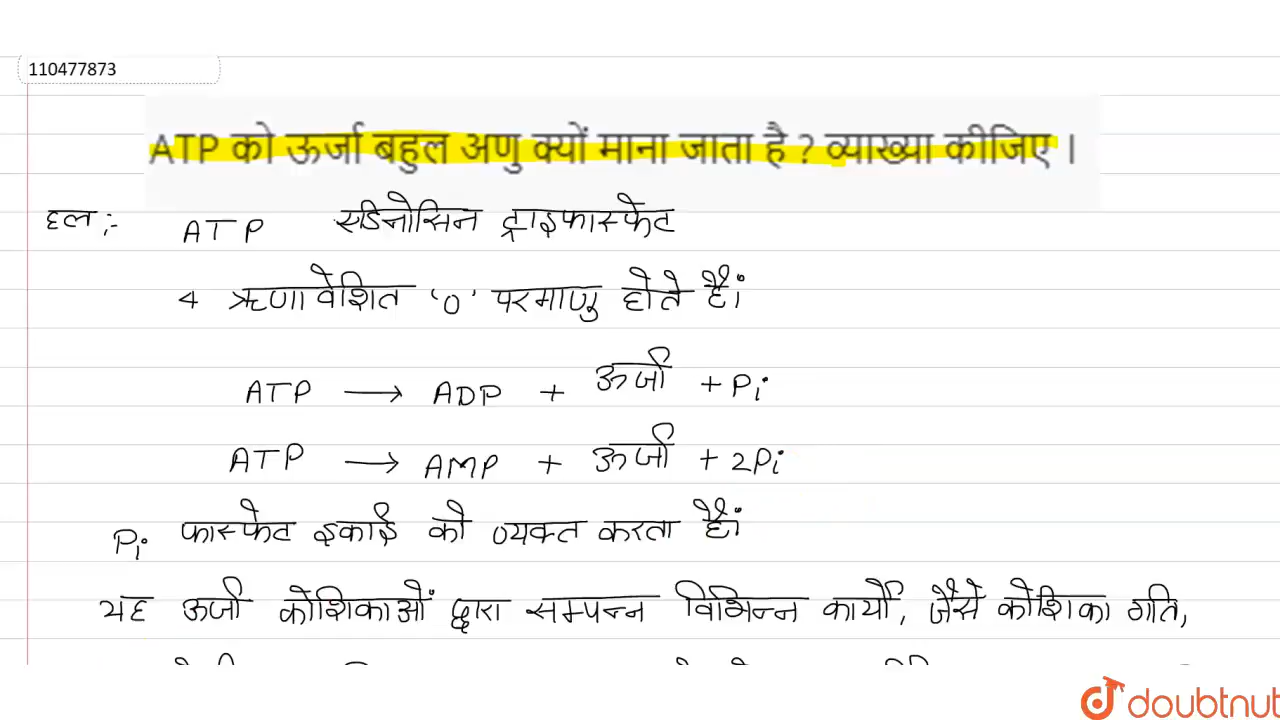 110477873
ATP को ऊर्जा बहुल अणु क्यों माना जाता है ? व्याख्या कीजिए ।
हल :- ATP एडिनोसिन ट्राइफास्फेट
4 ऋणावेशित 'O' परमाणु होते हैं।
ATP → ADP + ऊर्जा + Pi
ATP → AMP + ऊर्जा + 2Pi
Pi फास्फेट इकाई को व्यक्त करता हैं।
यह ऊर्जा कोशिकाओं द्वारा सम्पन्न विभिन्न कार्यों, जैसे कोशिका गति,
doubtnut